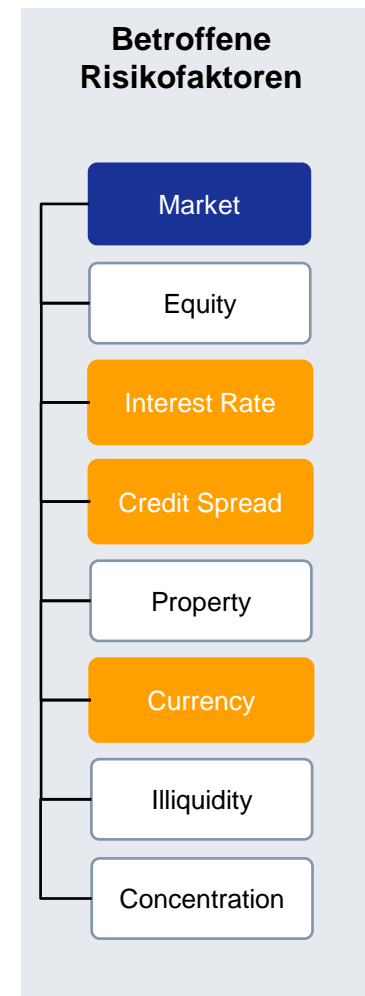 Betroffene
Risikofaktoren
Market
Equity
Interest Rate
Credit Spread
Property
Currency
Illiquidity
Concentration